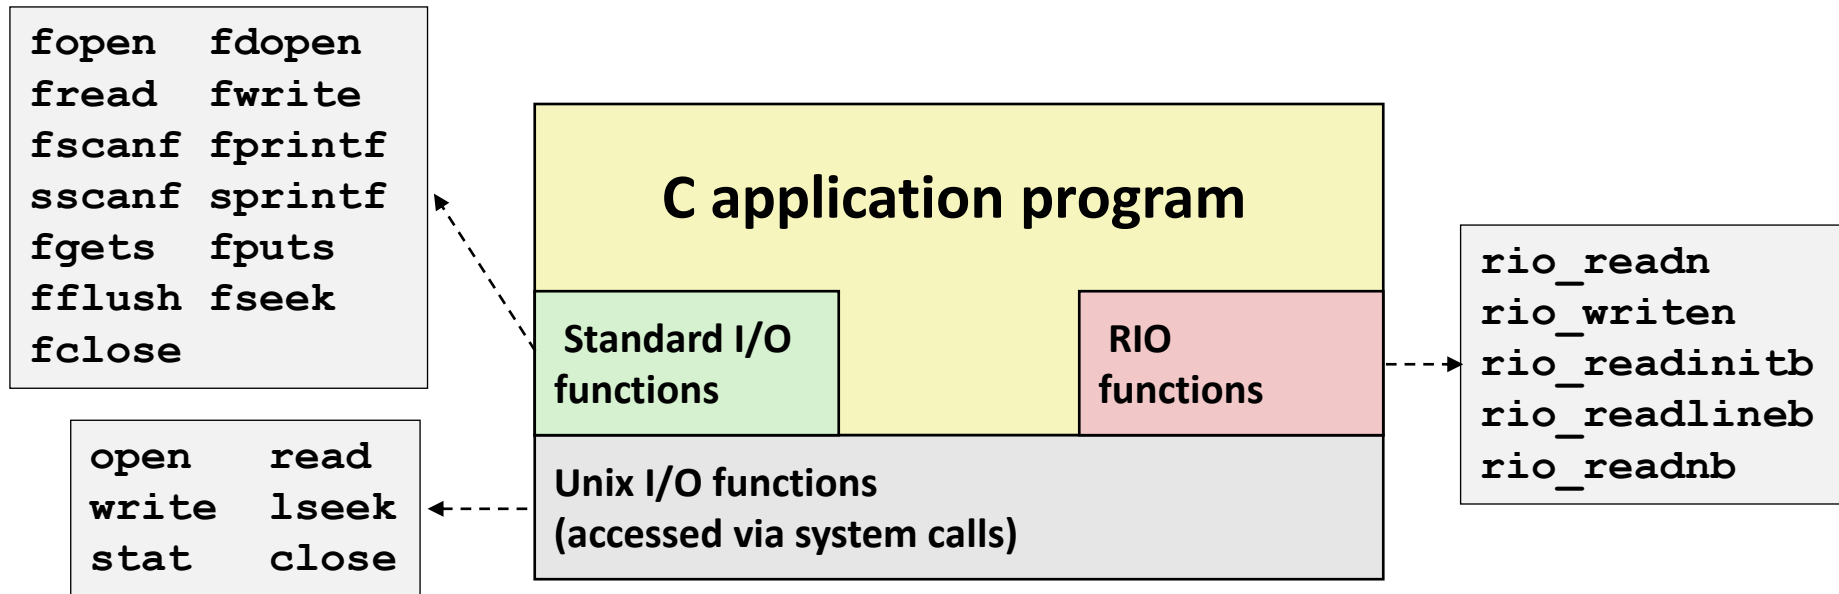 fopen fdopen
fread fwrite
fscanf fprintf
sscanf sprintf
fgets fputs
fflush fseek
fclose
C application program
Standard I/O
functions
RIO
functions
rio_readn
rio_writen
rio_readinitb
rio_readlineb
rio_readnb
open read
write lseek
stat close
Unix I/O functions
(accessed via system calls)